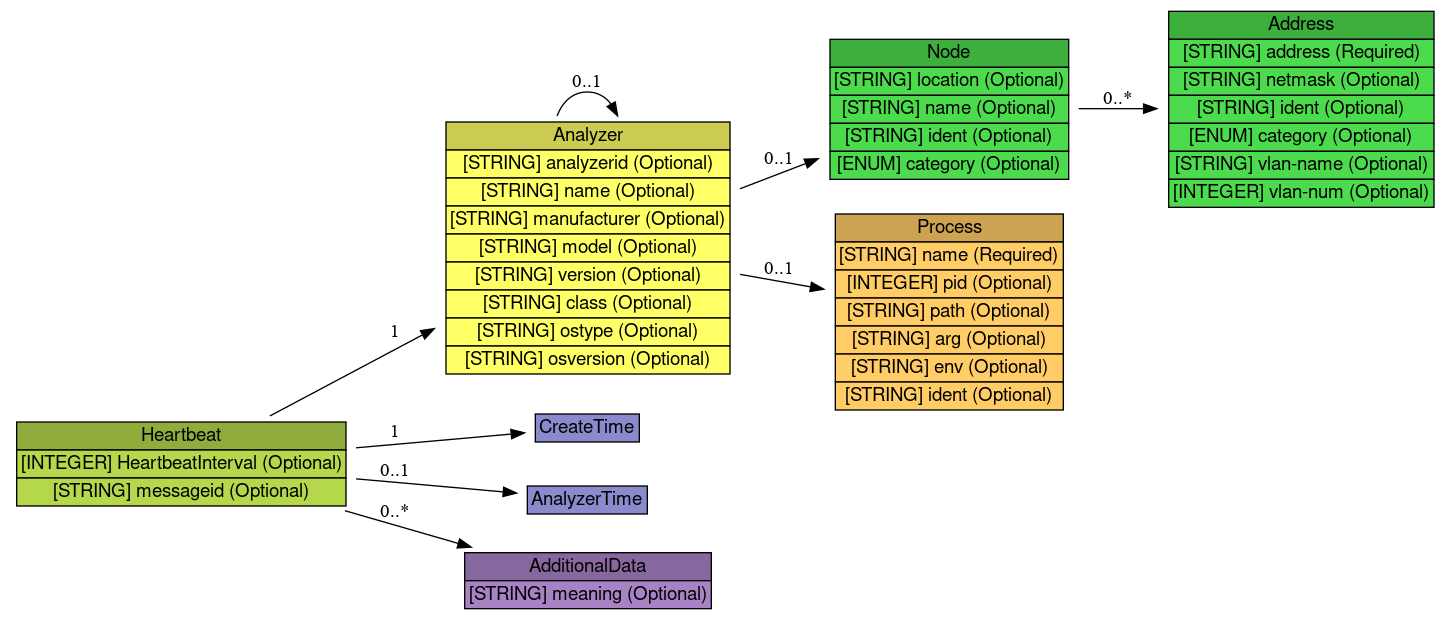 Heartbeat
[INTEGER] HeartbeatInterval (Optional)
[STRING] messageid (Optional)
1
1
0..1
0..*
0..1
Analyzer
[STRING] analyzerid (Optional)
[STRING] name (Optional)
[STRING] manufacturer (Optional)
[STRING] model (Optional)
[STRING] version (Optional)
[STRING] class (Optional)
[STRING] ostype (Optional)
[STRING] osversion (Optional)
CreateTime
AnalyzerTime
AdditionalData
[STRING] meaning (Optional)
0..1
0..1
Node
[STRING] location (Optional)
[STRING] name (Optional)
[STRING] ident (Optional)
[ENUM] category (Optional)
Process
[STRING] name (Required)
[INTEGER] pid (Optional)
[STRING] path (Optional)
[STRING] arg (Optional)
[STRING] env (Optional)
[STRING] ident (Optional)
0..*
Address
[STRING] address (Required)
[STRING] netmask (Optional)
[STRING] ident (Optional)
[ENUM] category (Optional)
[STRING] vlan-name (Optional)
[INTEGER] vlan-num (Optional)